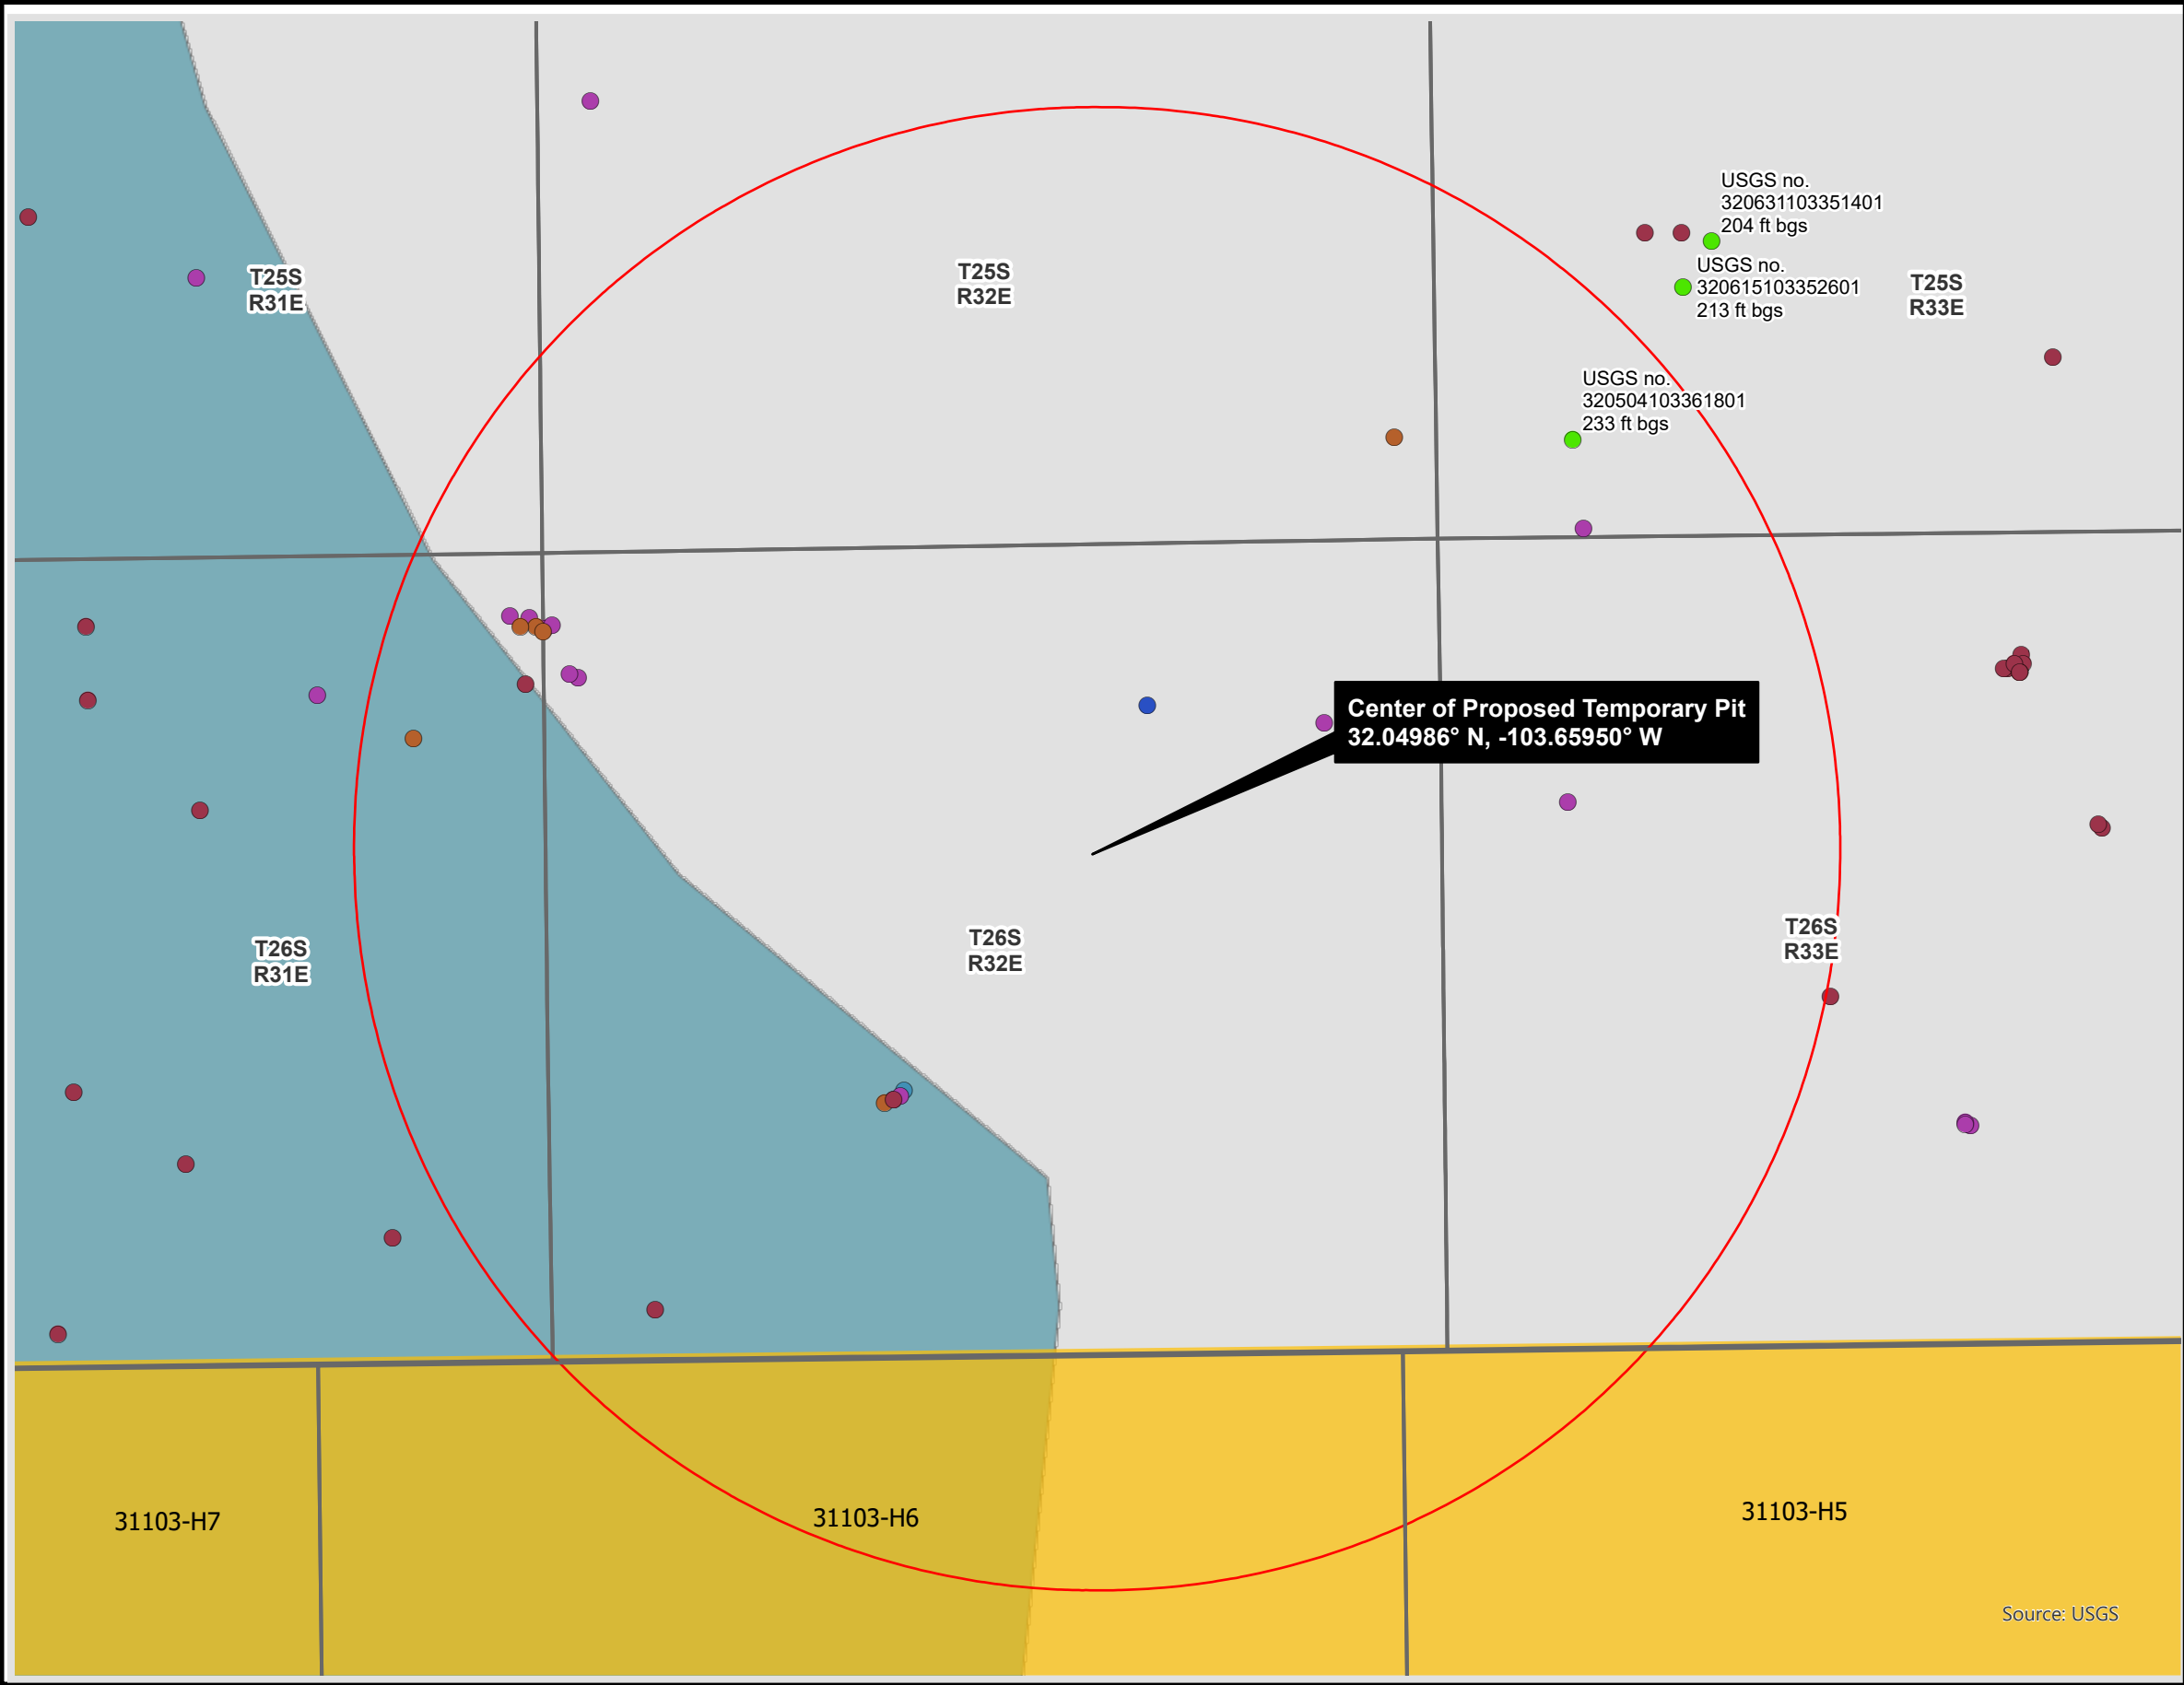 USGS no.
320631103351401
204 ft bgs
USGS no.
320615103352601
213 ft bgs
T25S
R31E
T25S
R32E
T25S
R33E
USGS no.
320504103361801
233 ft bgs
Center of Proposed Temporary Pit
32.04986° N, -103.65950° W
T26S
R31E
T26S
R32E
T26S
R33E
31103-H7
31103-H6
31103-H5
Source: USGS